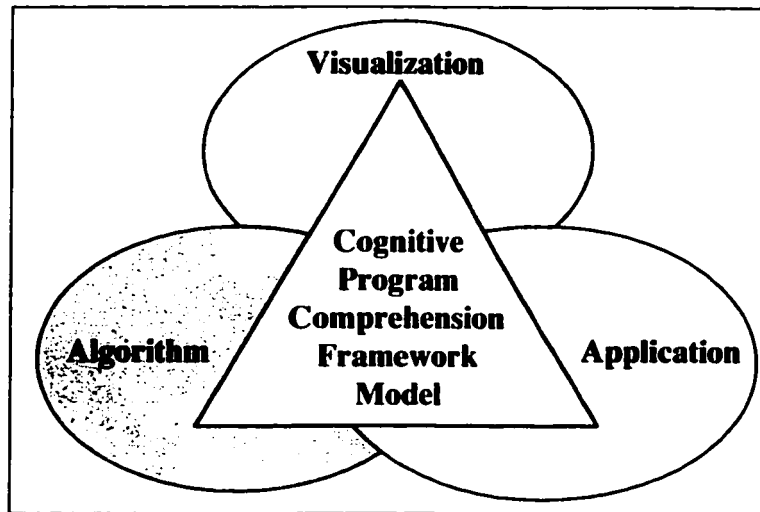 Visualization
Cognitive
Program
Comprehension
Framework
Model
Algorithm
Application